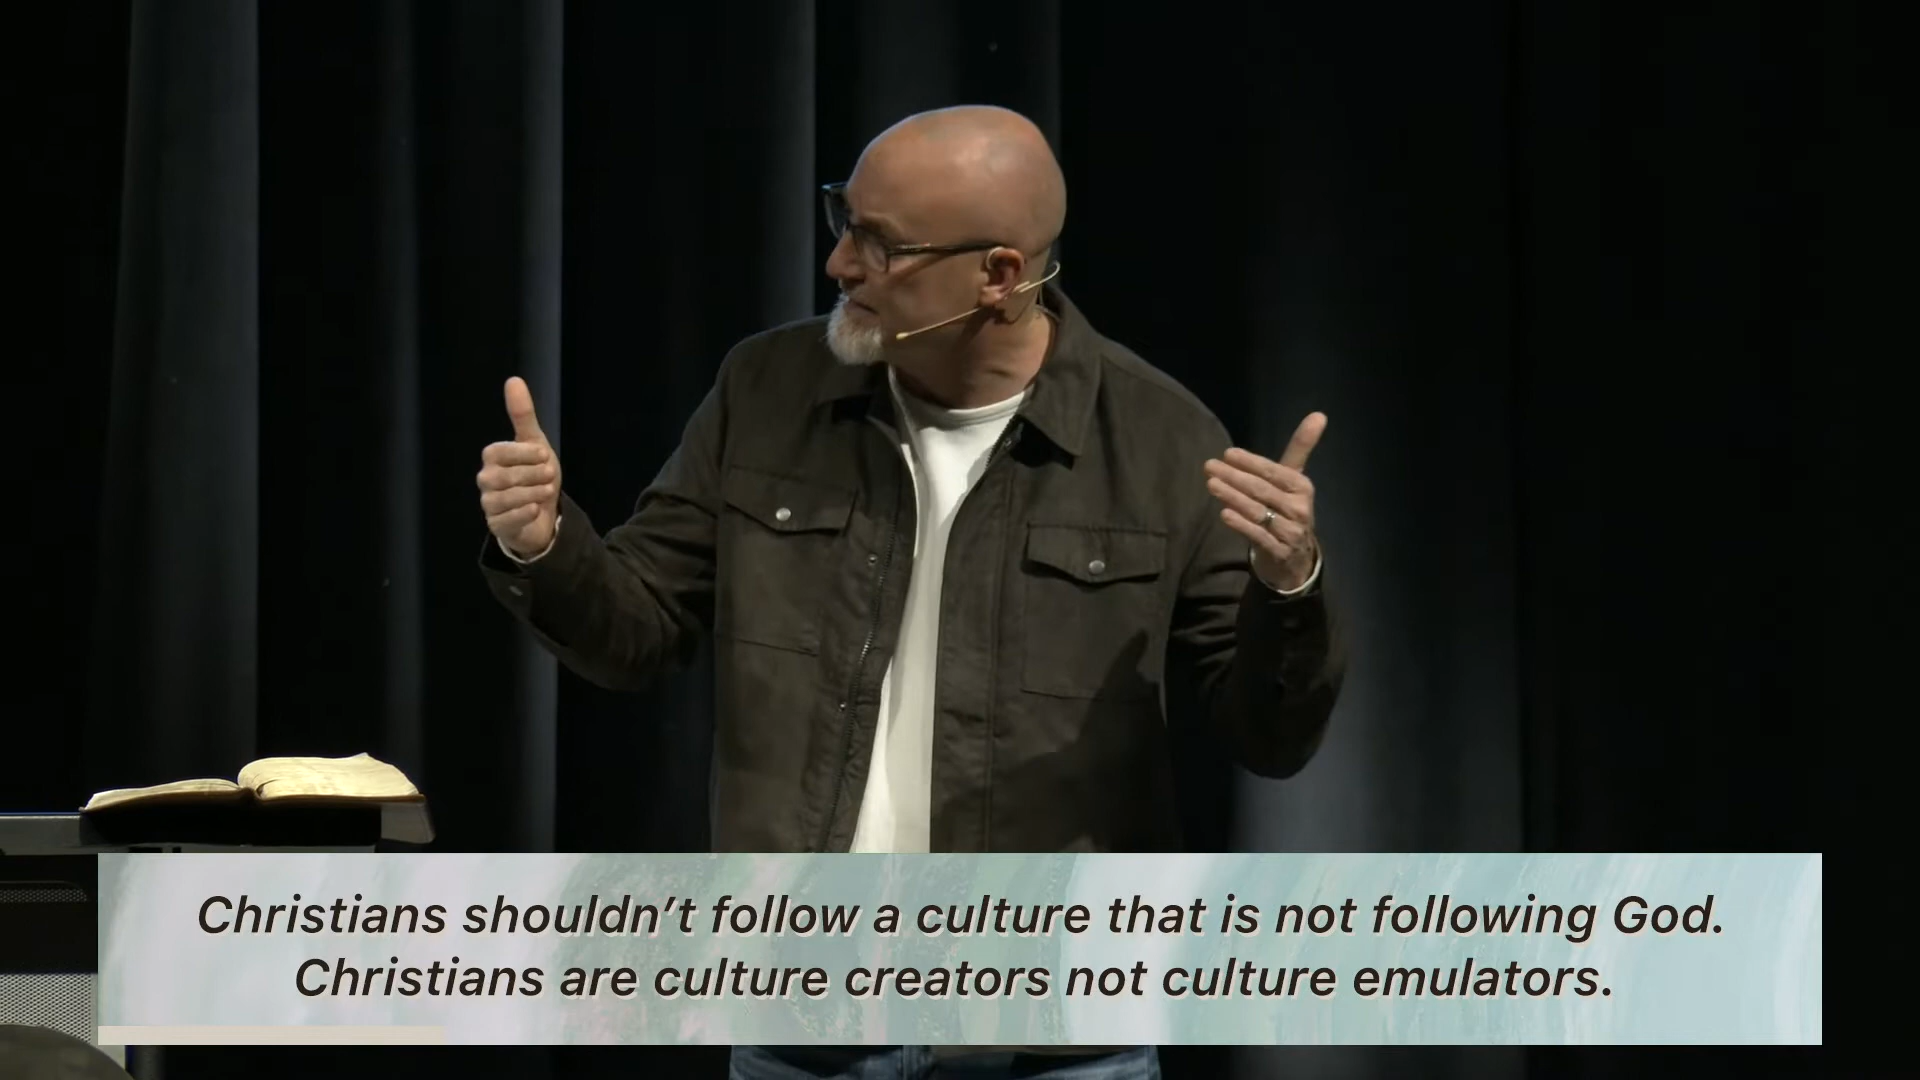 Christians shouldn’t follow a culture that is not following God.
Christians are culture creators not culture emulators.